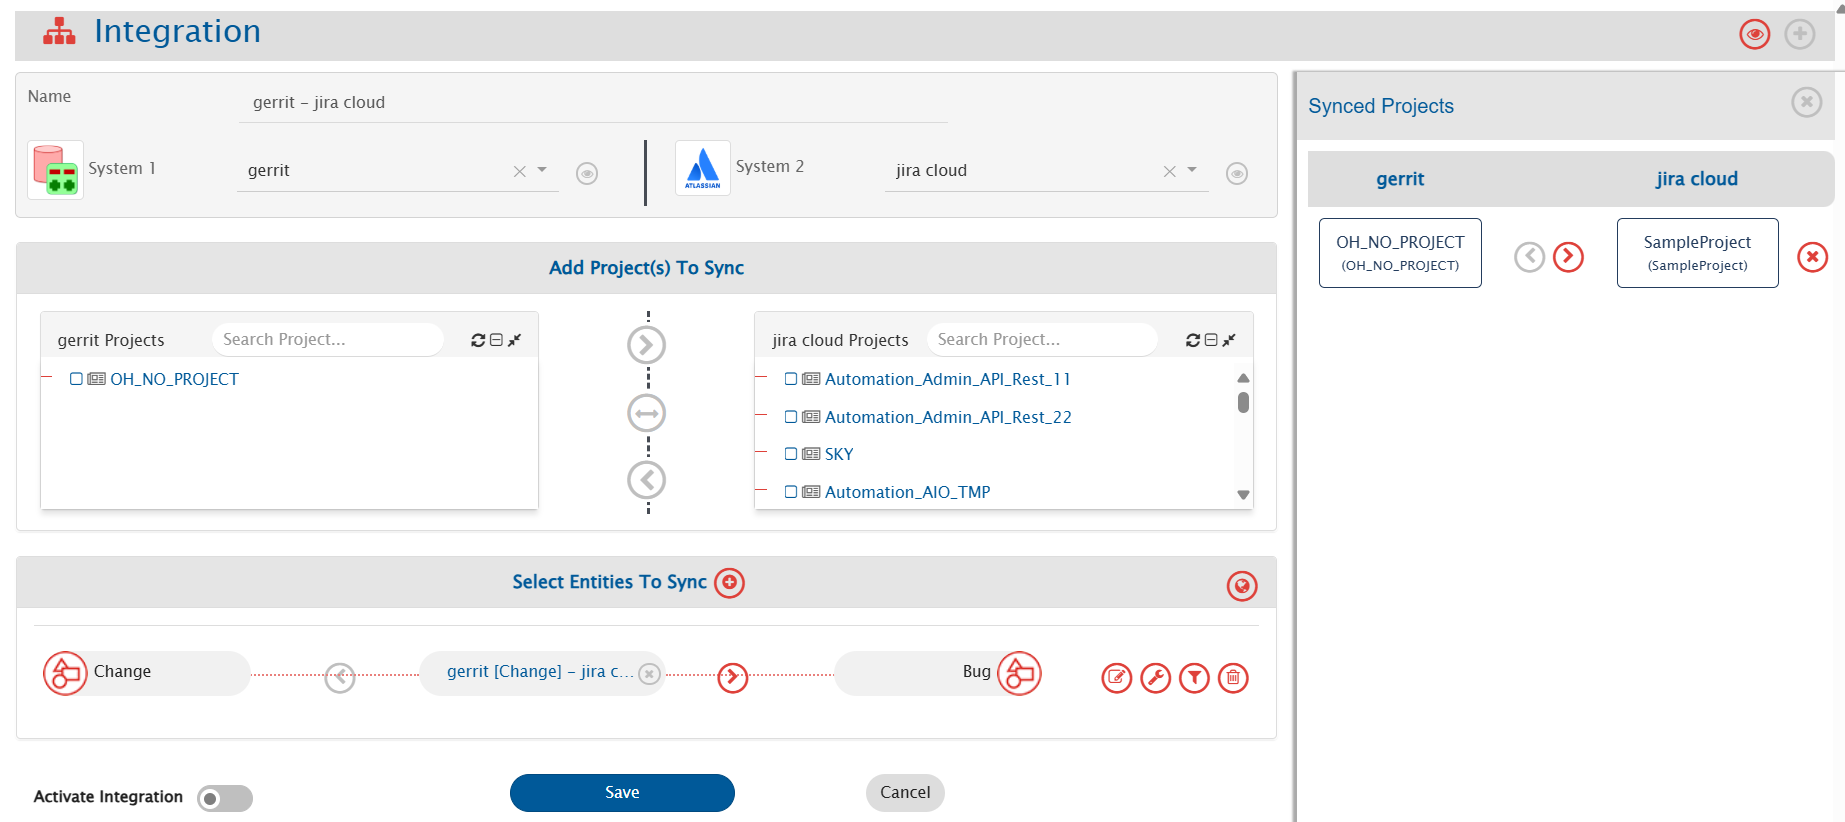 Integration
Name
gerrit – jira cloud
System 1
gerrit
ATLASSIAN
System 2
jira cloud
Add Project(s) To Sync
gerrit Projects
Search Project...
OH_NO_PROJECT
jira cloud Projects
Search Project...
Automation_Admin_API_Rest_11
Automation_Admin_API_Rest_22
SKY
Automation_AIO_TMP
Select Entities To Sync
Change
gerrit [Change] – jira c...
Bug
Activate Integration
Save
Cancel
Synced Projects
gerrit
jira cloud
OH_NO_PROJECT
(OH_NO_PROJECT)
SampleProject
(SampleProject)